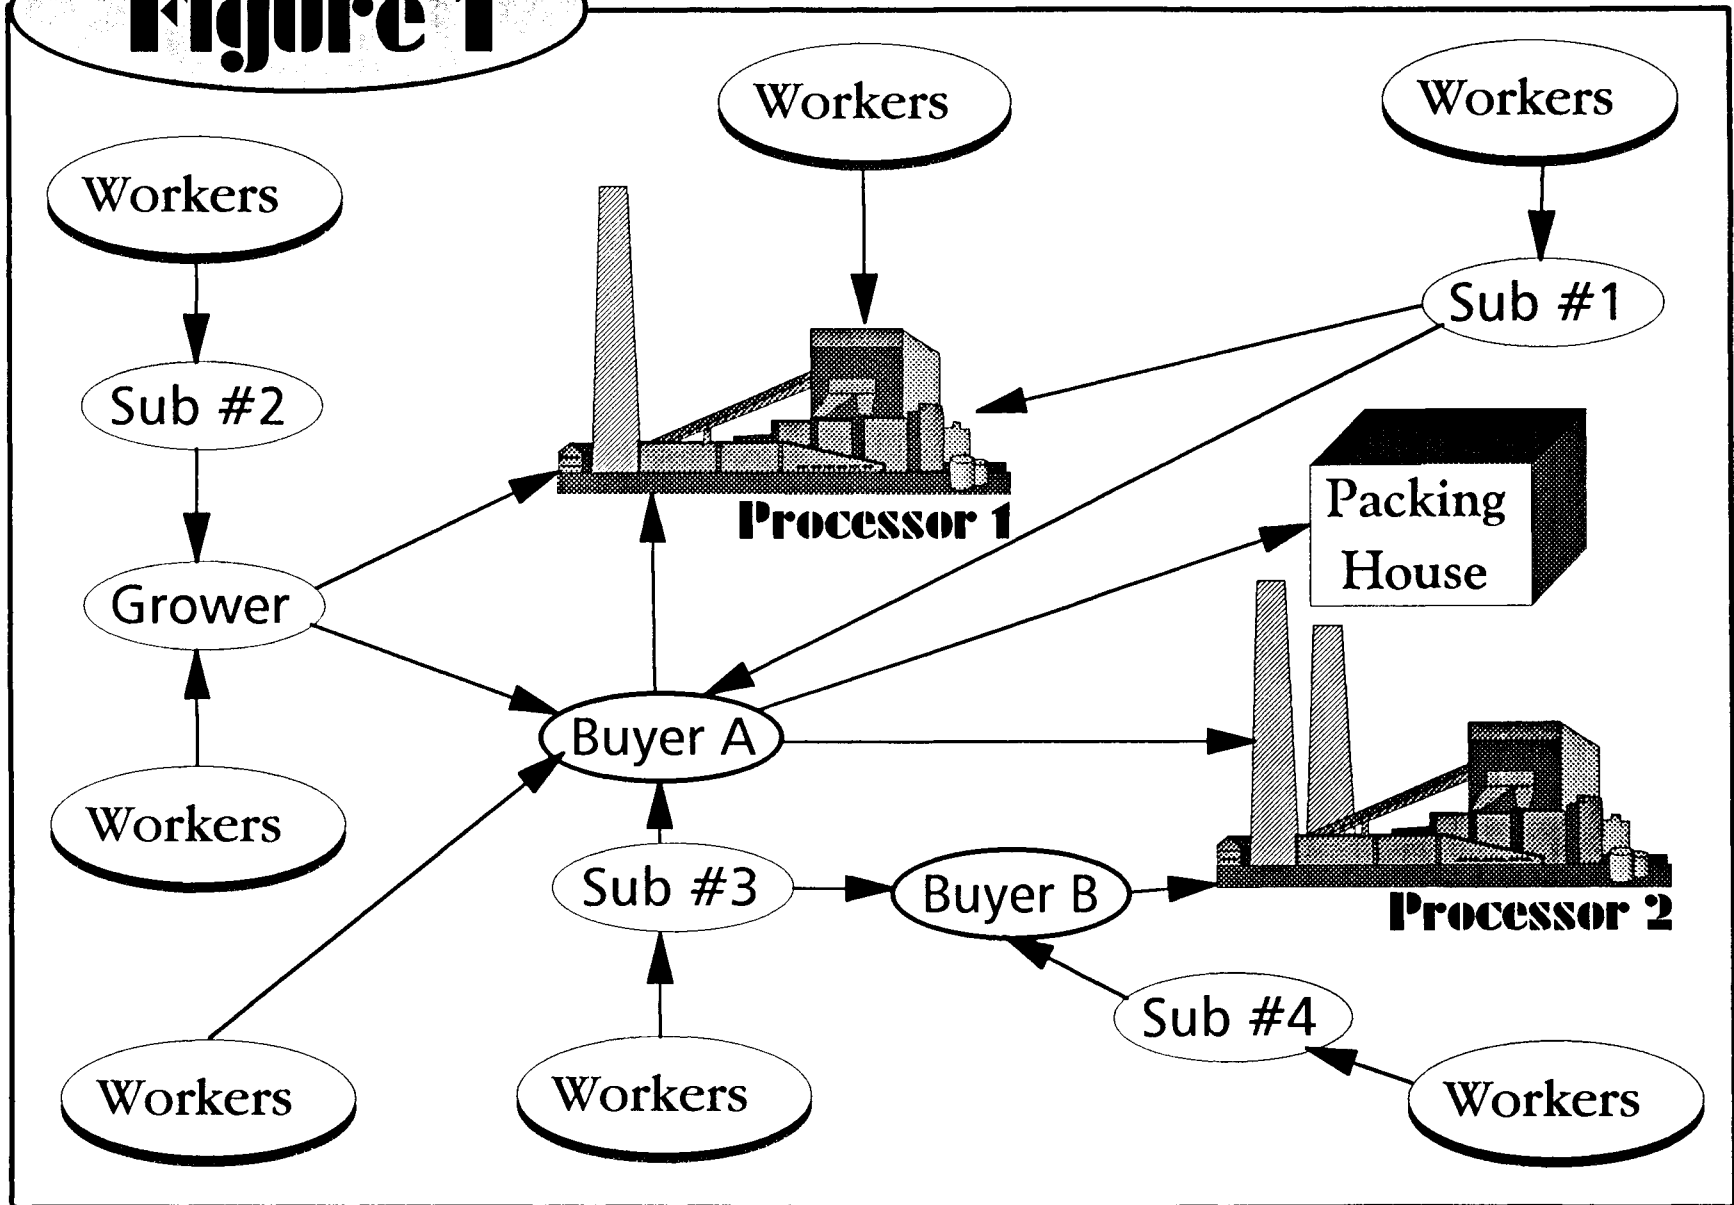 Figure 1
Workers
Workers
Workers
Sub #1
Sub #2
Packing
House
Processor 1
Grower
Buyer A
Workers
Sub #3
Buyer B
Processor 2
Sub #4
Workers
Workers
Workers